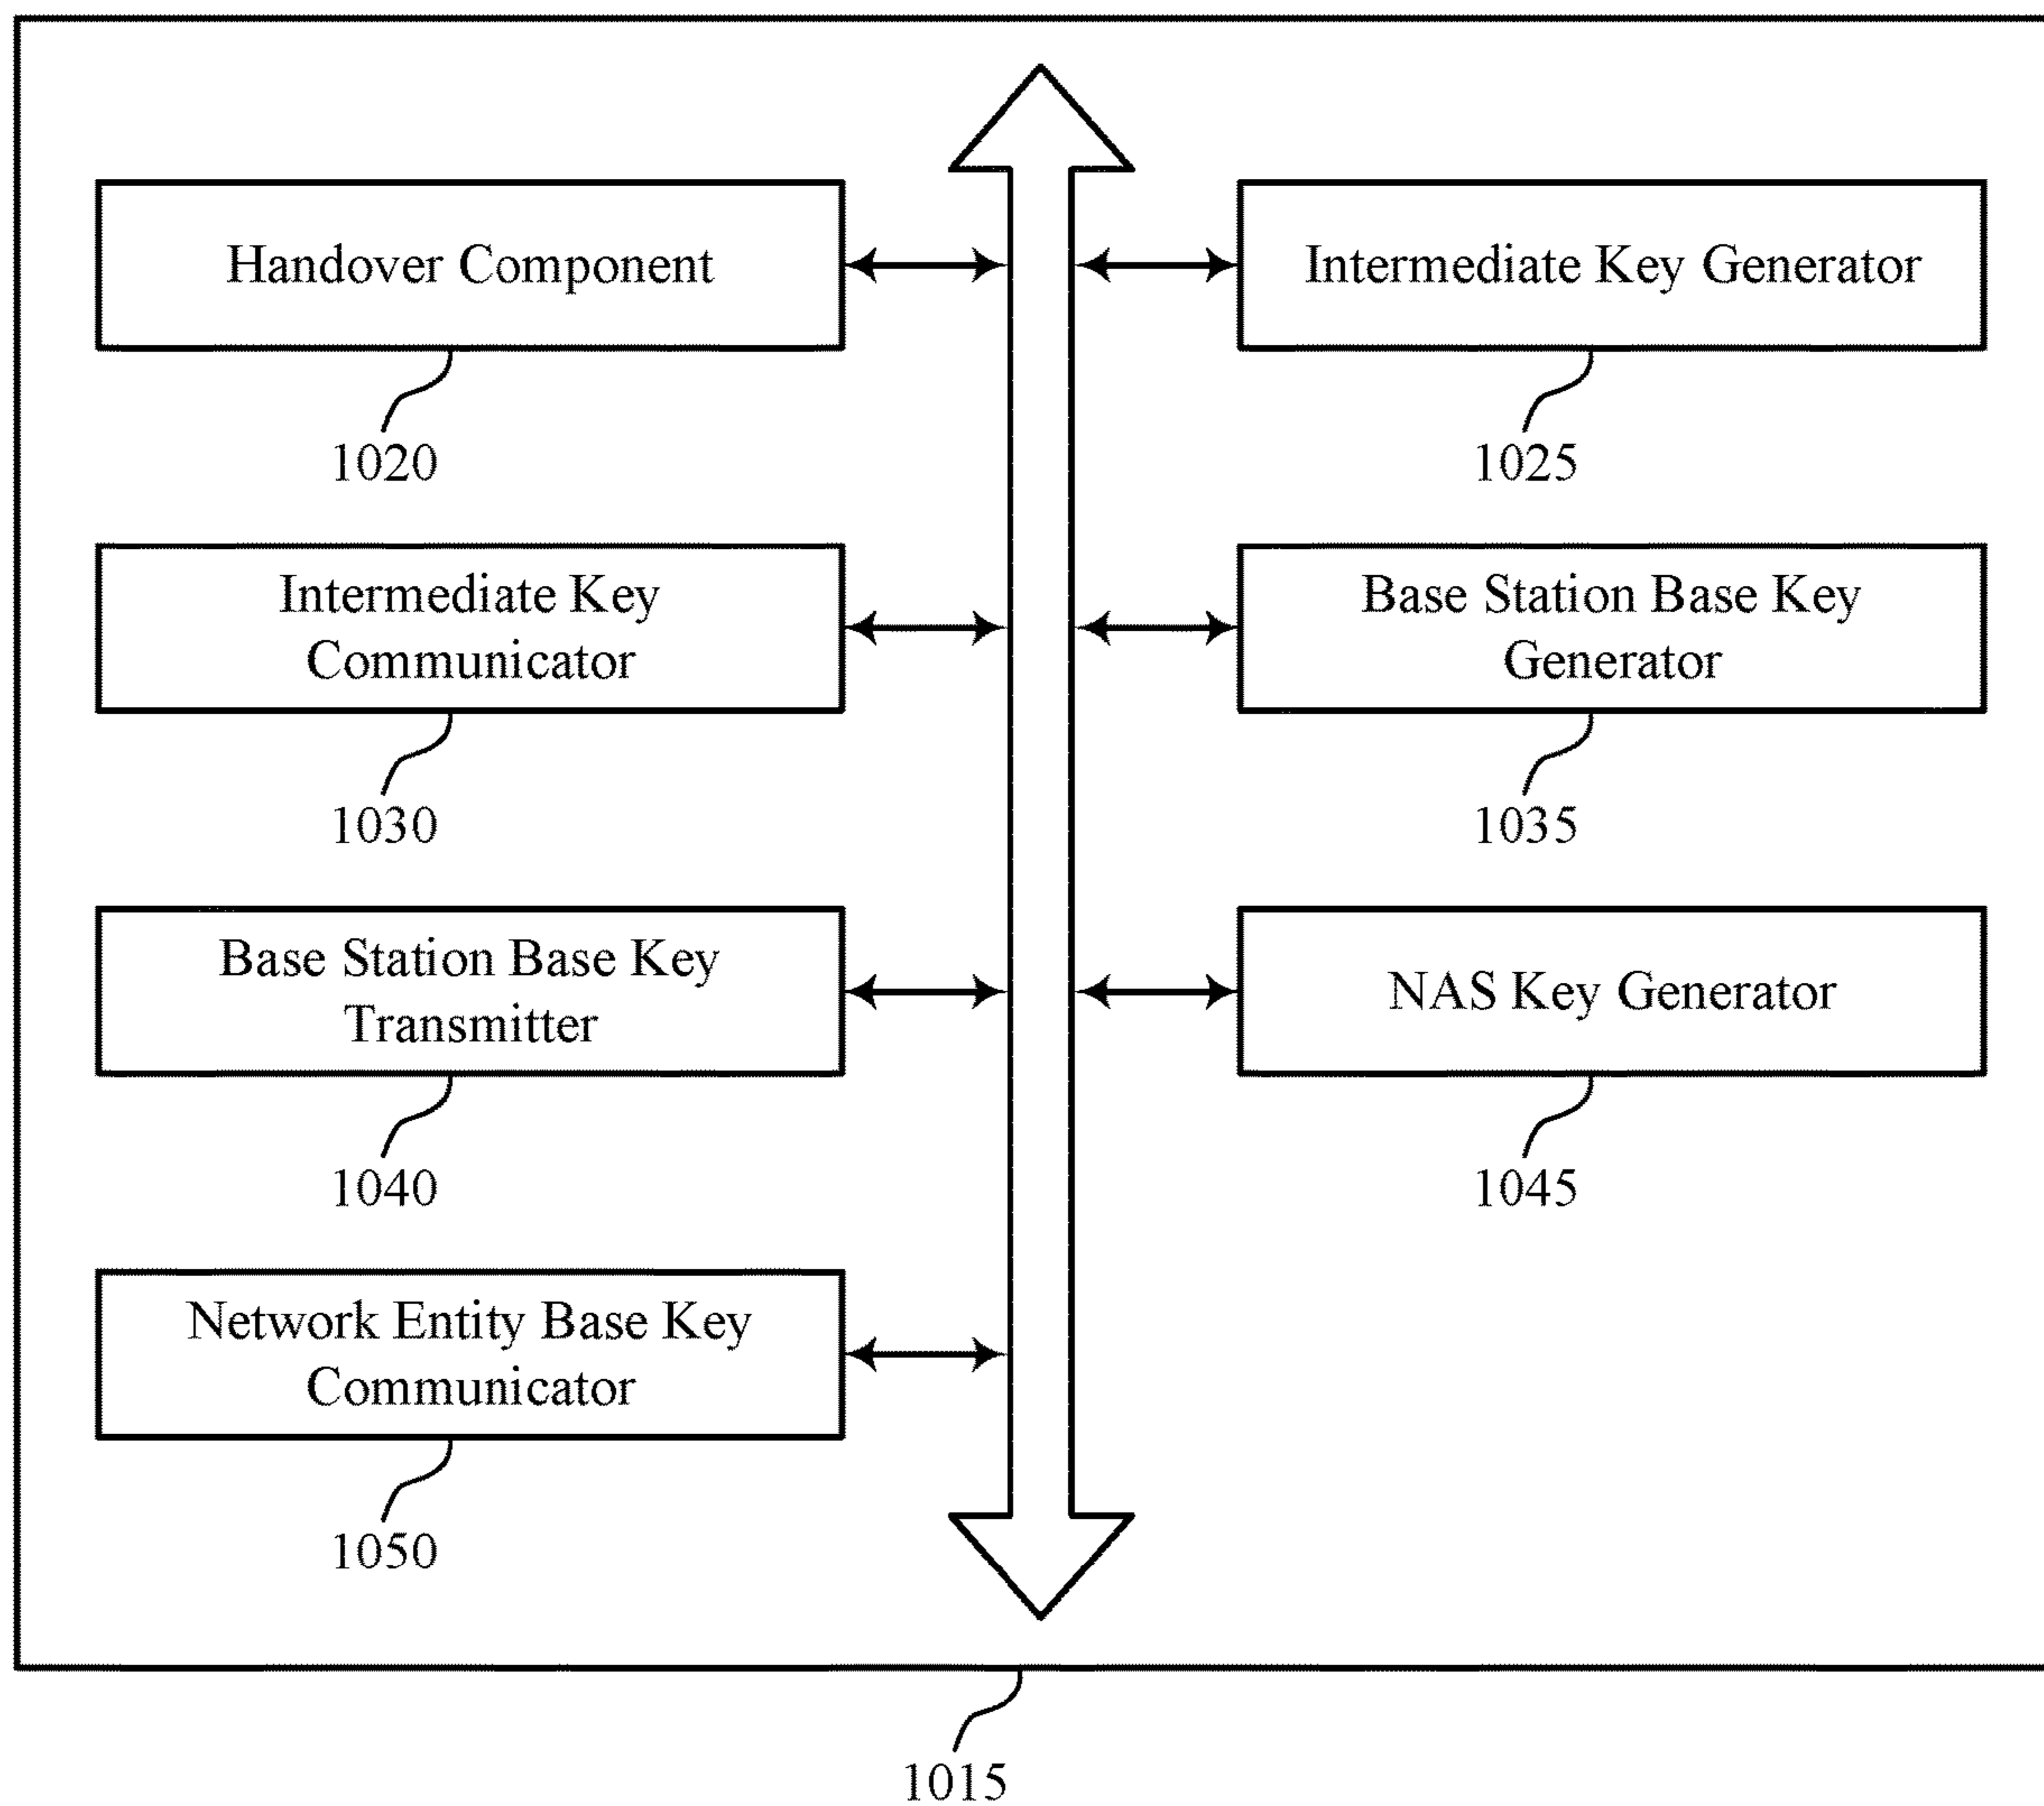 Handover Component
1020
Intermediate Key Generator
1025
Intermediate Key
Communicator
1030
Base Station Base Key
Generator
1035
Base Station Base Key
Transmitter
1040
NAS Key Generator
1045
Network Entity Base Key
Communicator
1050
1015